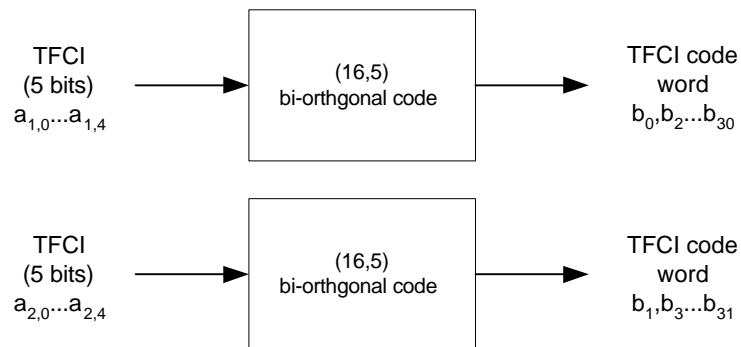 TFCI
(5 bits)
a1,0...a1,4
(16,5)
bi-orthgonal code
TFCI code
word
b0,b2...b30
TFCI
(5 bits)
a2,0...a2,4
(16,5)
bi-orthgonal code
TFCI code
word
b1,b3...b31